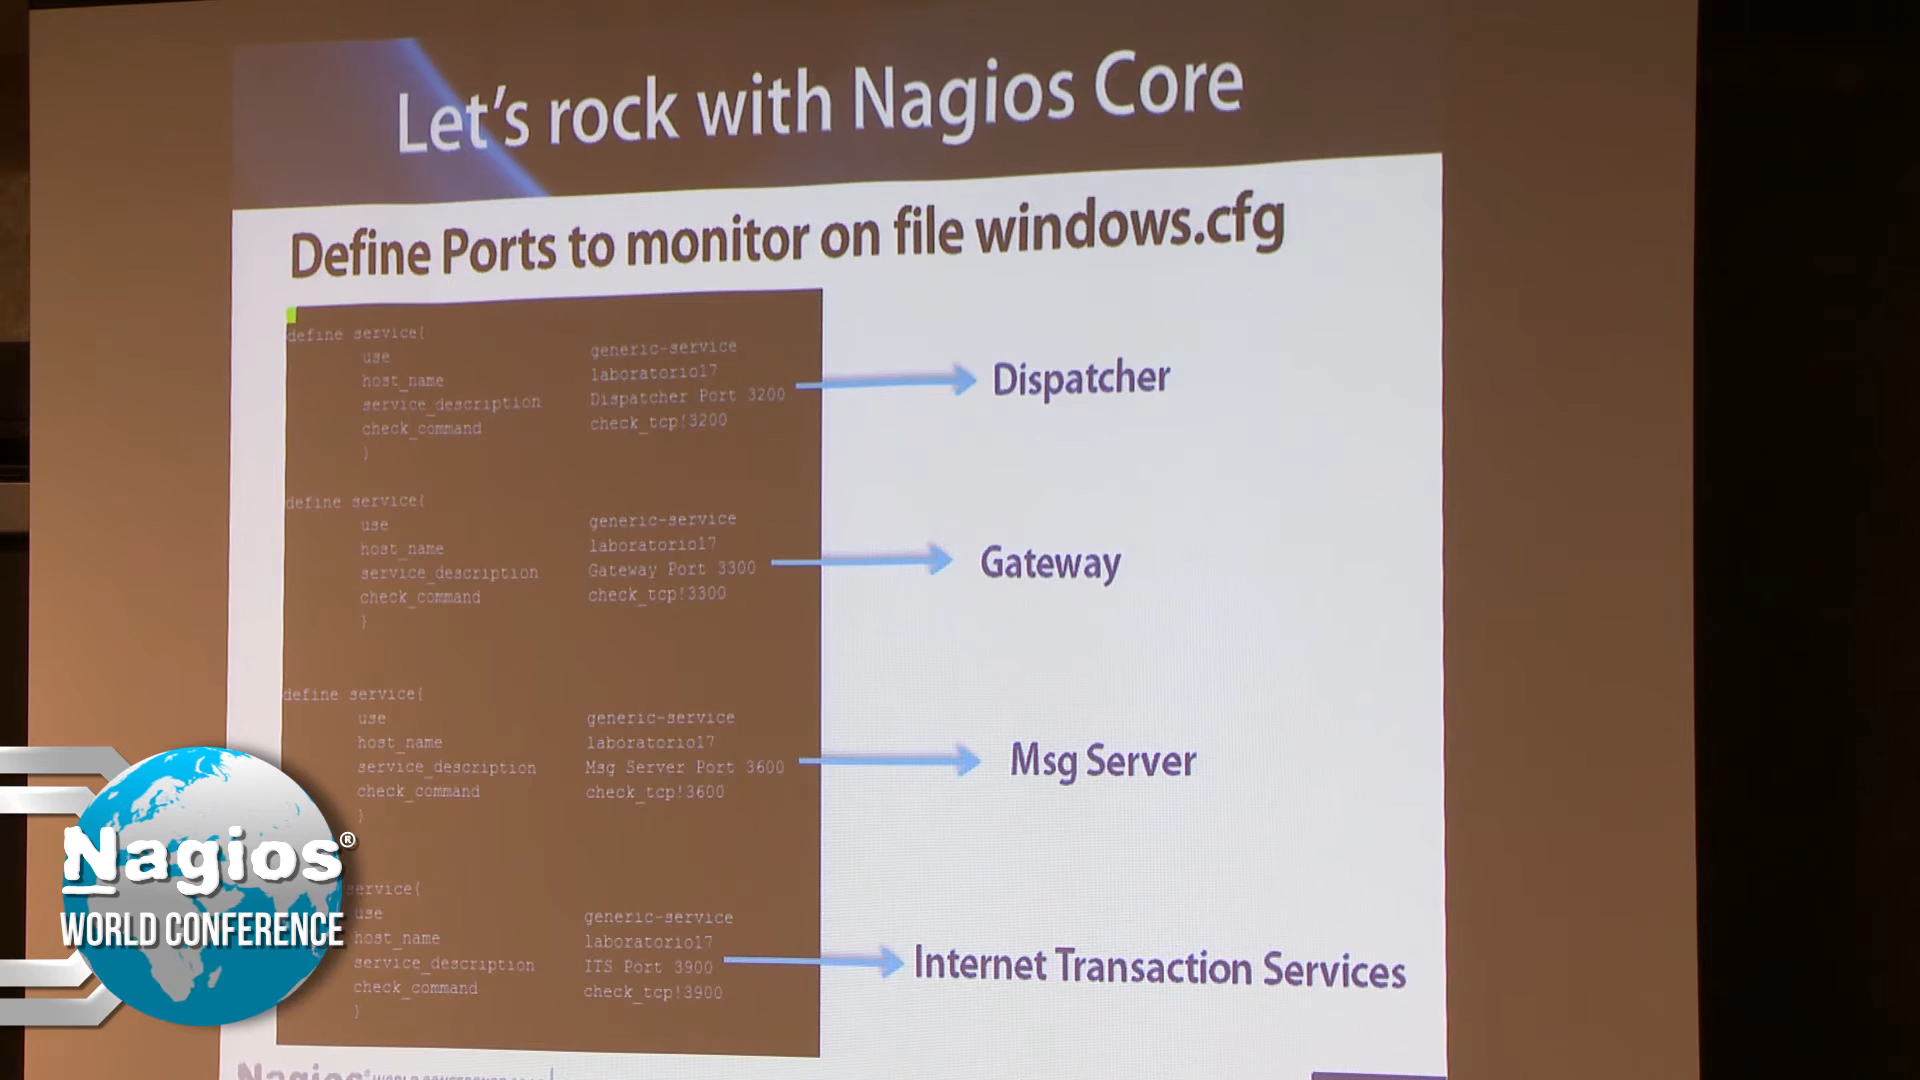 Let's rock with Nagios Core
Define Ports to monitor on file windows.cfg
define service{
use generic-service
host_name laboratorio17
service_description Dispatcher Port 3200
check_command check_tcp!3200
}
Dispatcher
define service{
use generic-service
host_name laboratorio17
service_description Gateway Port 3300
check_command check_tcp!3300
}
Gateway
define service{
use generic-service
host_name laboratorio17
service_description Msg Server Port 3600
check_command check_tcp!3600
}
Msg Server
service{
use generic-service
host_name laboratorio17
service_description ITS Port 3900
check_command check_tcp!3900
}
Internet Transaction Services
Nagios®
WORLD CONFERENCE
Nagios